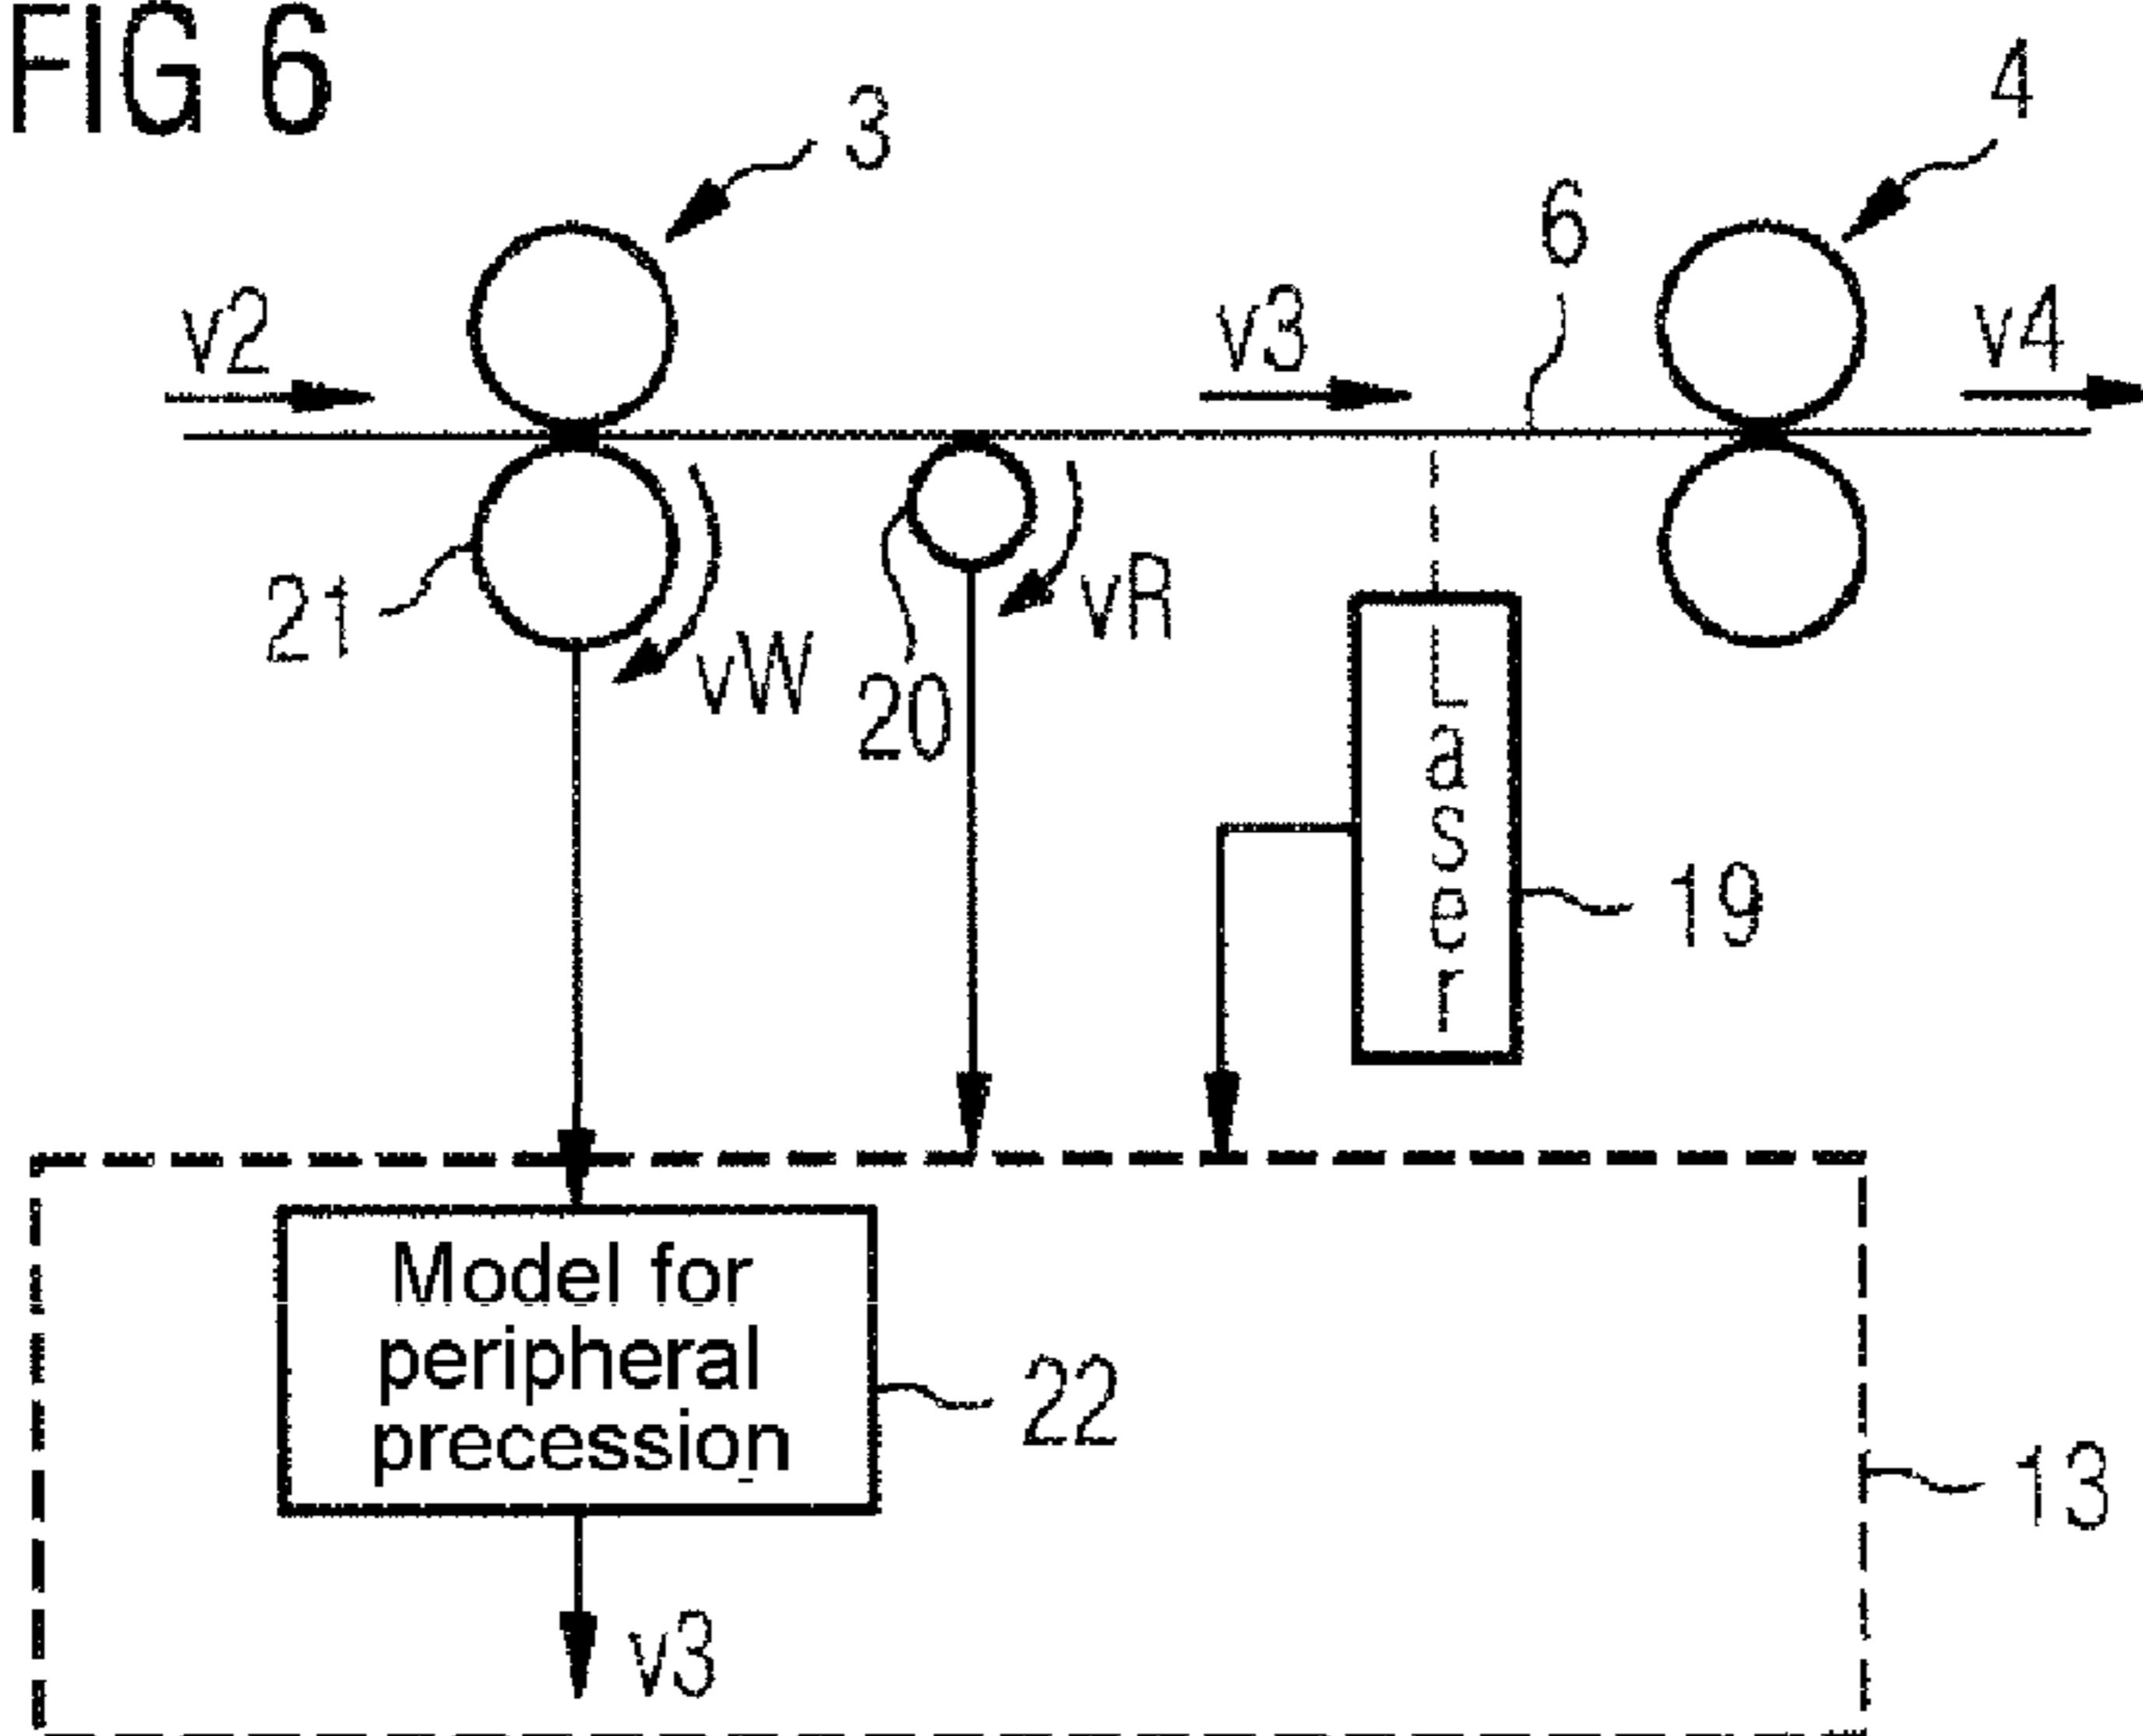 FIG 6
3
4
6
v2
v3
v4
21
vW
20
vR
Laser
19
Model for
peripheral
precession
22
13
v3